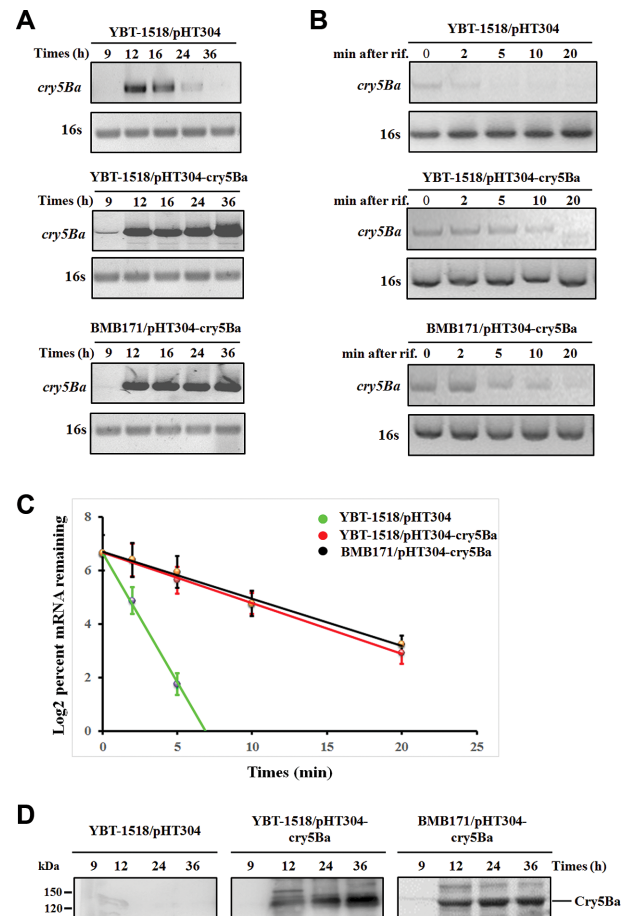 A
YBT-1518/pHT304
Times (h) 9 12 16 24 36
cry5Ba
16s
YBT-1518/pHT304-cry5Ba
Times (h) 9 12 16 24 36
cry5Ba
16s
BMB171/pHT304-cry5Ba
Times (h) 9 12 16 24 36
cry5Ba
16s
B
YBT-1518/pHT304
min after rif. 0 2 5 10 20
cry5Ba
16s
YBT-1518/pHT304-cry5Ba
min after rif. 0 2 5 10 20
cry5Ba
16s
BMB171/pHT304-cry5Ba
min after rif. 0 2 5 10 20
cry5Ba
16s
C
YBT-1518/pHT304
YBT-1518/pHT304-cry5Ba
BMB171/pHT304-cry5Ba
Log2 percent mRNA remaining
8
6
4
2
0
0 5 10 15 20 25
Times (min)
D
YBT-1518/pHT304
YBT-1518/pHT304-
cry5Ba
BMB171/pHT304-
cry5Ba
kDa 9 12 24 36 9 12 24 36 9 12 24 36 Times (h)
150
120
Cry5Ba